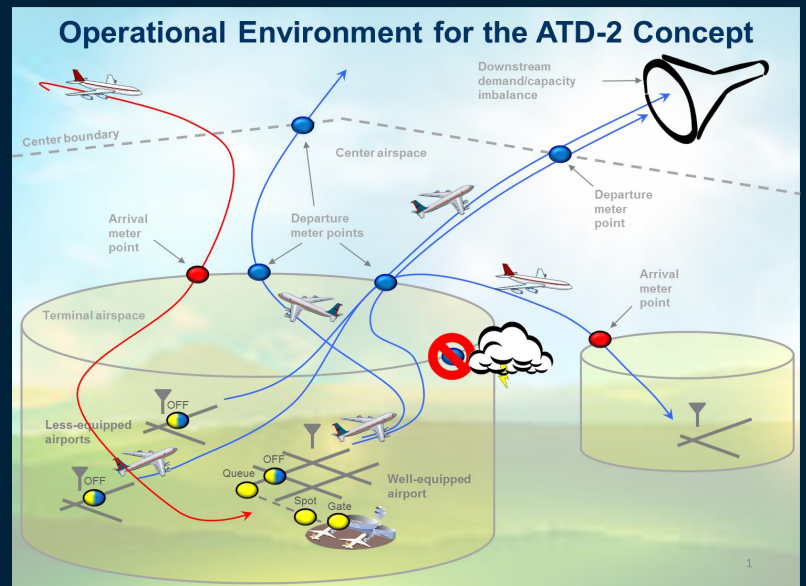 Operational Environment for the ATD-2 Concept
Downstream
demand/capacity
imbalance
Center boundary
Center airspace
Arrival
meter
point
Departure
meter points
Departure
meter
point
Arrival
meter
point
Terminal airspace
OFF
Less-equipped
airports
OFF
Queue
OFF
Well-equipped
airport
Spot
Gate
1